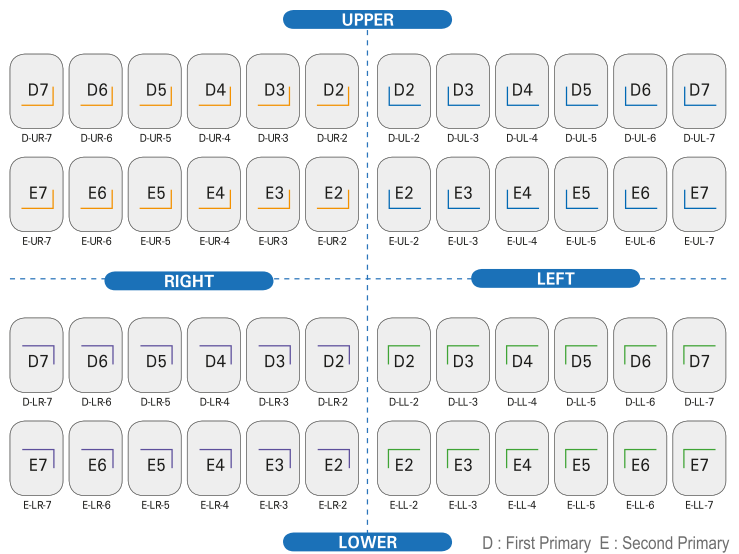 UPPER
D7 D6 D5 D4 D3 D2 D2 D3 D4 D5 D6 D7
D-UR-7 D-UR-6 D-UR-5 D-UR-4 D-UR-3 D-UR-2 D-UL-2 D-UL-3 D-UL-4 D-UL-5 D-UL-6 D-UL-7
E7 E6 E5 E4 E3 E2 E2 E3 E4 E5 E6 E7
E-UR-7 E-UR-6 E-UR-5 E-UR-4 E-UR-3 E-UR-2 E-UL-2 E-UL-3 E-UL-4 E-UL-5 E-UL-6 E-UL-7
RIGHT LEFT
D7 D6 D5 D4 D3 D2 D2 D3 D4 D5 D6 D7
D-LR-7 D-LR-6 D-LR-5 D-LR-4 D-LR-3 D-LR-2 D-LL-2 D-LL-3 D-LL-4 D-LL-5 D-LL-6 D-LL-7
E7 E6 E5 E4 E3 E2 E2 E3 E4 E5 E6 E7
E-LR-7 E-LR-6 E-LR-5 E-LR-4 E-LR-3 E-LR-2 E-LL-2 E-LL-3 E-LL-4 E-LL-5 E-LL-6 E-LL-7
LOWER
D : First Primary E : Second Primary